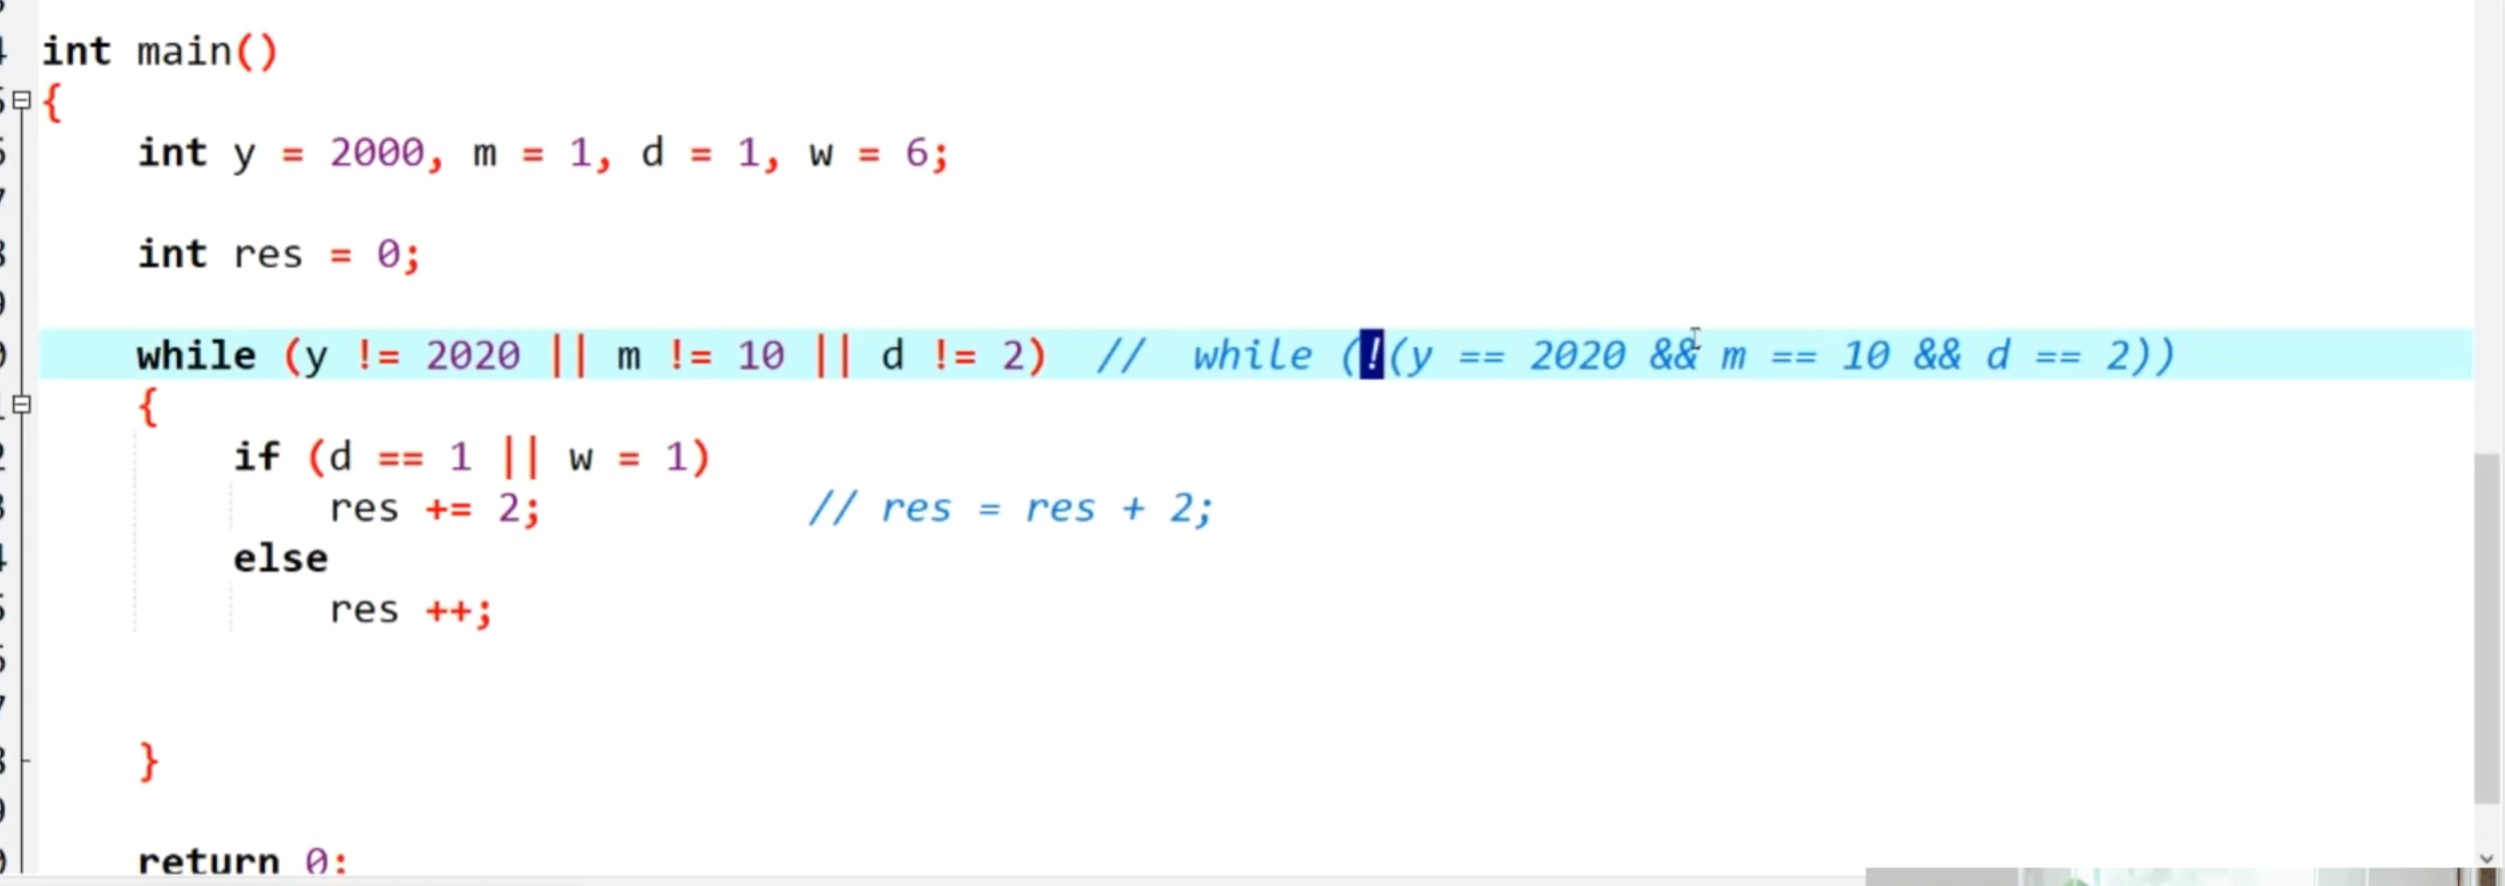 int main()
{
int y = 2000, m = 1, d = 1, w = 6;
int res = 0;
while (y != 2020 || m != 10 || d != 2) // while (!(y == 2020 && m == 10 && d == 2))
{
if (d == 1 || w = 1)
res += 2; // res = res + 2;
else
res ++;
}
return 0;